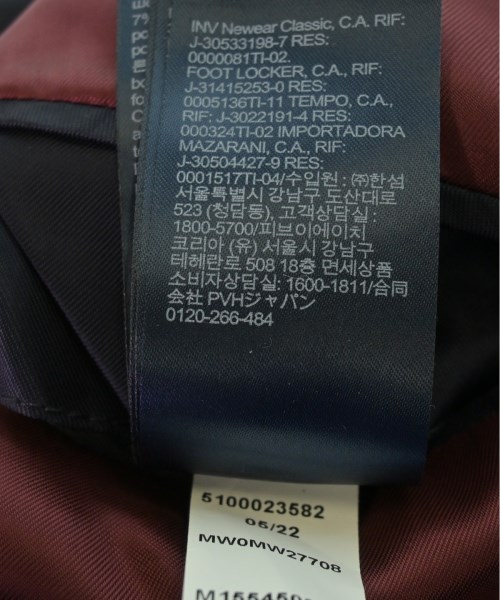 INV Newear Classic, C.A. RIF:
J-30533198-7 RES:
0000081TI-02.
FOOT LOCKER, C.A., RIF:
J-31415253-0 RES:
0005136TI-11 TEMPO, C.A.,
RIF: J-3022191-4 RES:
000324TI-02 IMPORTADORA
MAZARANI, C.A., RIF:
J-30504427-9 RES:
0001517TI-04/수입원 : ㈜한섬
서울특별시 강남구 도산대로
523 (청담동), 고객상담실 :
1800-5700/피브이에이치
코리아 (유) 서울시 강남구
테헤란로 508 18층 면세상품
소비자상담실: 1600-1811/合同
会社 PVHジャパン
0120-266-484
5100023582
05/22
MW0MW27708